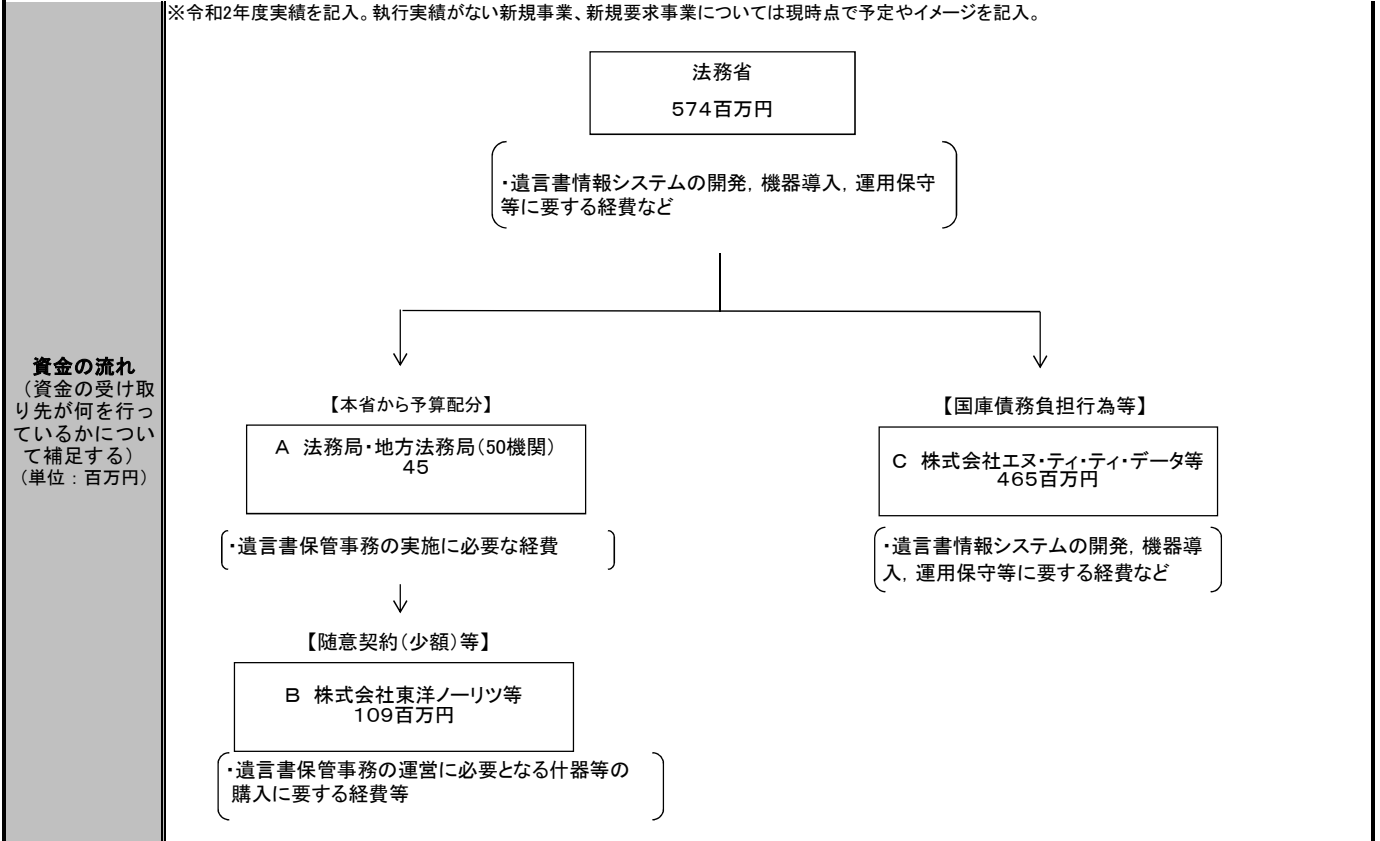 ※令和2年度実績を記入。執行実績がない新規事業、新規要求事業については現時点で予定やイメージを記入。
法務省
574百万円
・遺言書情報システムの開発，機器導入，運用保守
等に要する経費など
資金の流れ
（資金の受け取
り先が何を行っ
ているかについ
て補足する）
（単位：百万円）
【本省から予算配分】
A 法務局・地方法務局（50機関）
45
・遺言書保管事務の実施に必要な経費
【随意契約（少額）等】
B 株式会社東洋ノーリツ等
109百万円
・遺言書保管事務の運営に必要となる什器等の
購入に要する経費等
【国庫債務負担行為等】
C 株式会社エヌ・ティ・ティ・データ等
465百万円
・遺言書情報システムの開発，機器導
入，運用保守等に要する経費など